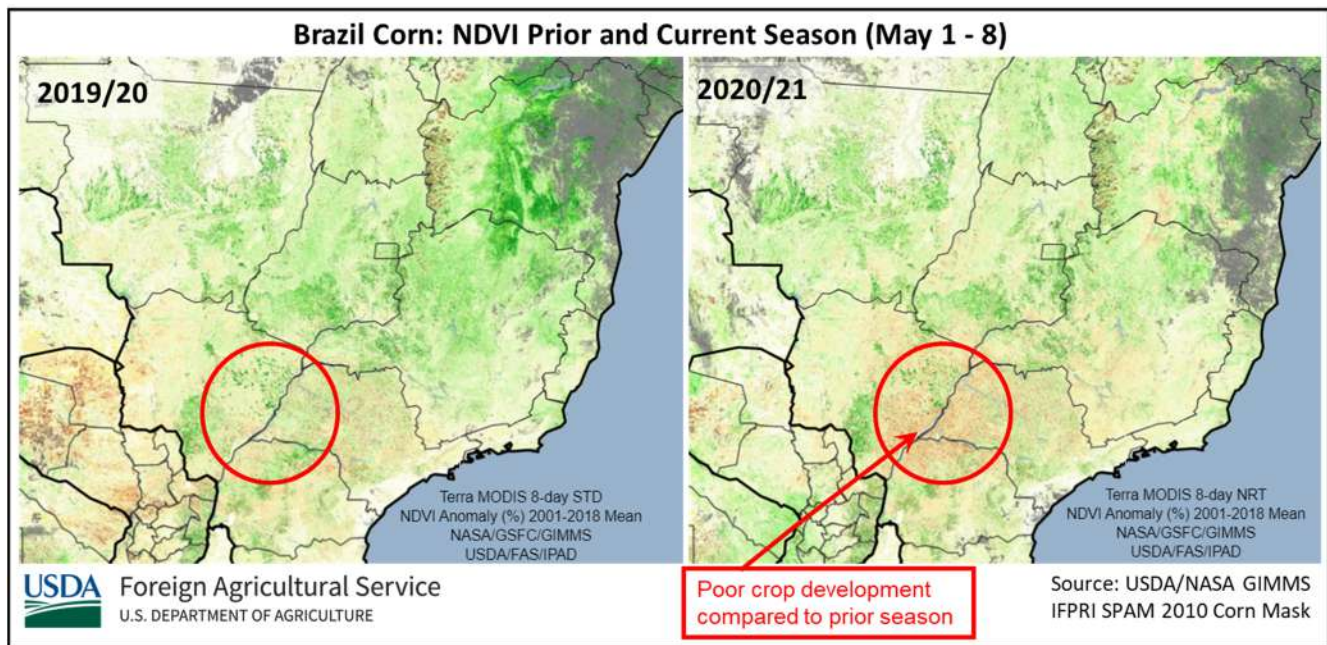 Brazil Corn: NDVI Prior and Current Season (May 1 - 8)
2019/20
Terra MODIS 8-day STD
NDVI Anomaly (%) 2001-2018 Mean
NASA/GSFC/GIMMS
USDA/FAS/IPAD
2020/21
Terra MODIS 8-day NRT
NDVI Anomaly (%) 2001-2018 Mean
NASA/GSFC/GIMMS
USDA/FAS/IPAD
USDA
Foreign Agricultural Service
U.S. DEPARTMENT OF AGRICULTURE
Poor crop development
compared to prior season
Source: USDA/NASA GIMMS
IFPRI SPAM 2010 Corn Mask